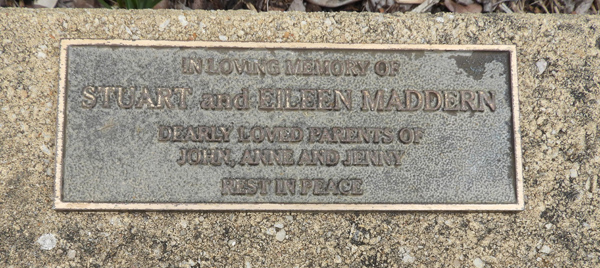 IN LOVING MEMORY OF
STUART and EILEEN MADDERN
DEARLY LOVED PARENTS OF
JOHN, ANNE AND JENNY
REST IN PEACE